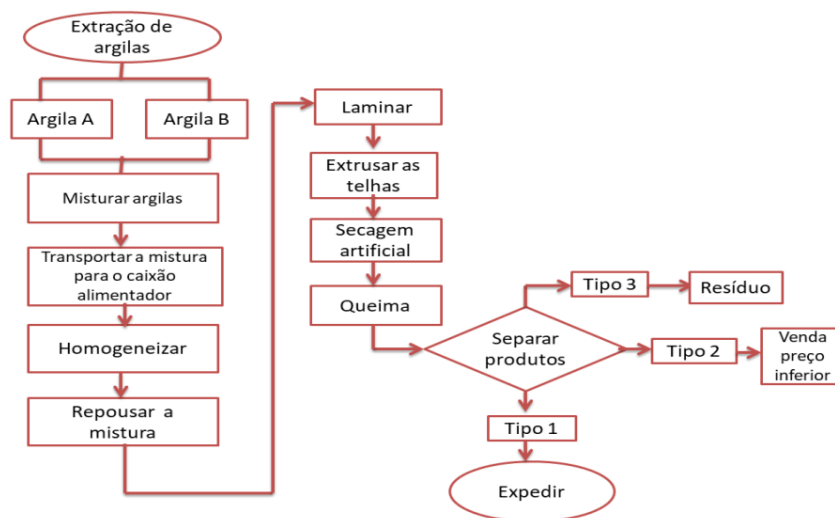 Extração de
argilas
Argila A
Argila B
Misturar argilas
Transportar a mistura
para o caixão
alimentador
Homogeneizar
Repousar a
mistura
Laminar
Extrusar as
telhas
Secagem
artificial
Queima
Separar
produtos
Tipo 3
Resíduo
Tipo 2
Venda
preço
inferior
Tipo 1
Expedir